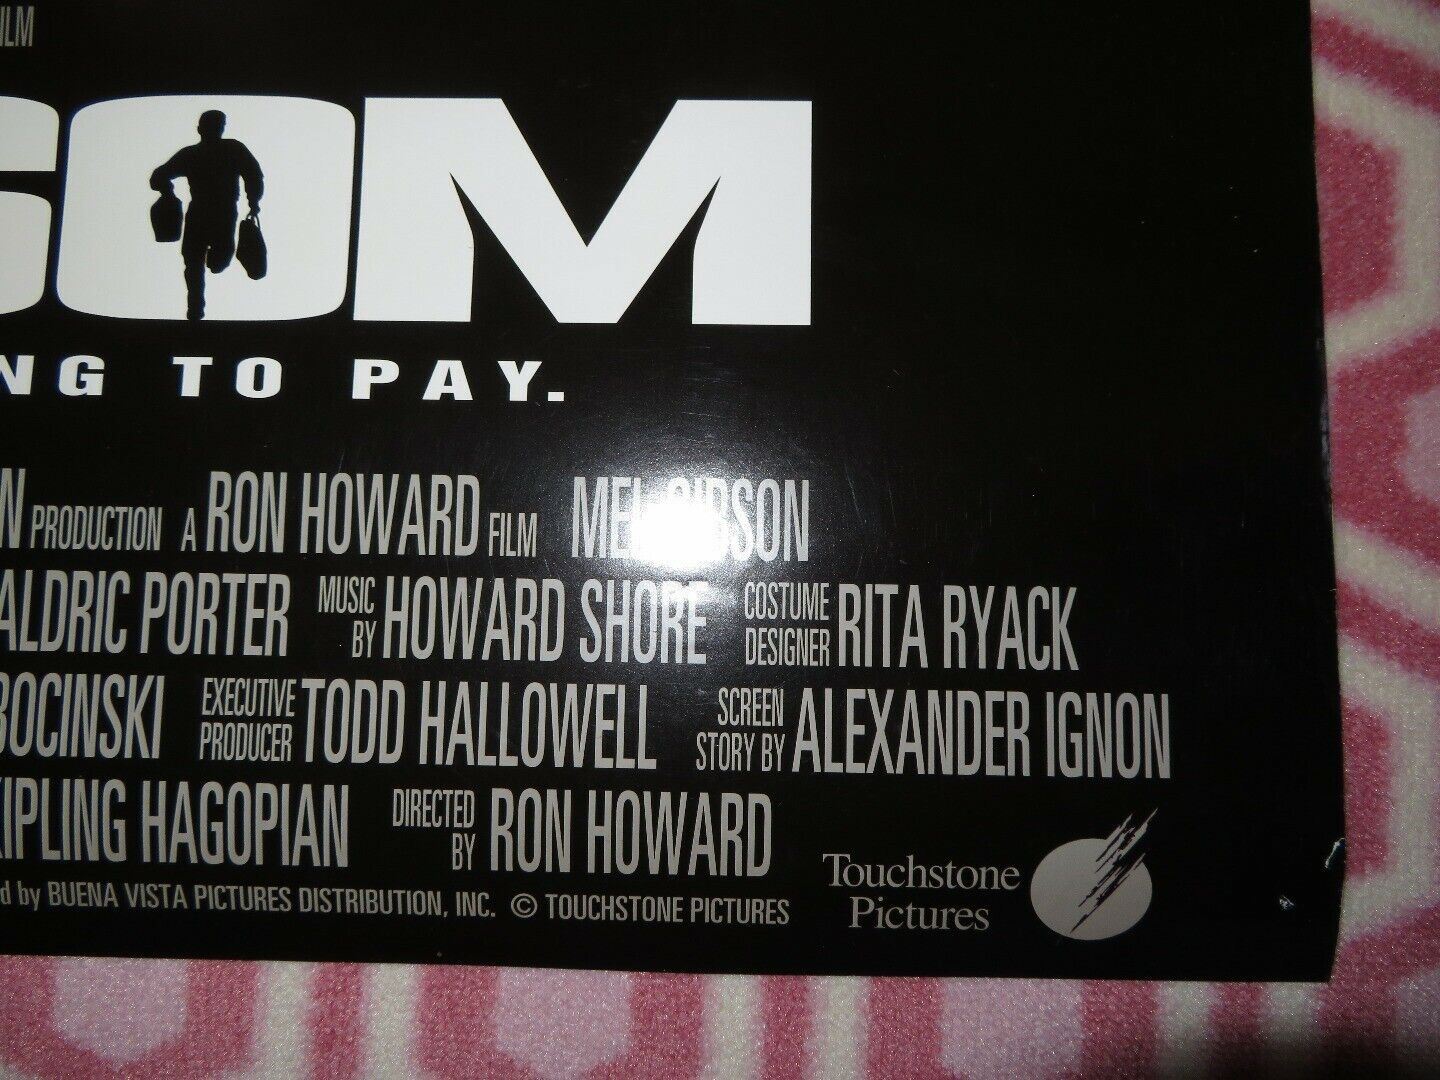 ILM
SOM
NG TO PAY.
N PRODUCTION A RON HOWARD FILM MEL GIBSON
ALDRIC PORTER MUSIC BY HOWARD SHORE COSTUME DESIGNER RITA RYACK
BOCINSKI EXECUTIVE PRODUCER TODD HALLOWELL SCREEN STORY BY ALEXANDER IGNON
KIPLING HAGOPIAN DIRECTED BY RON HOWARD
d by BUENA VISTA PICTURES DISTRIBUTION, INC. © TOUCHSTONE PICTURES
Touchstone
Pictures